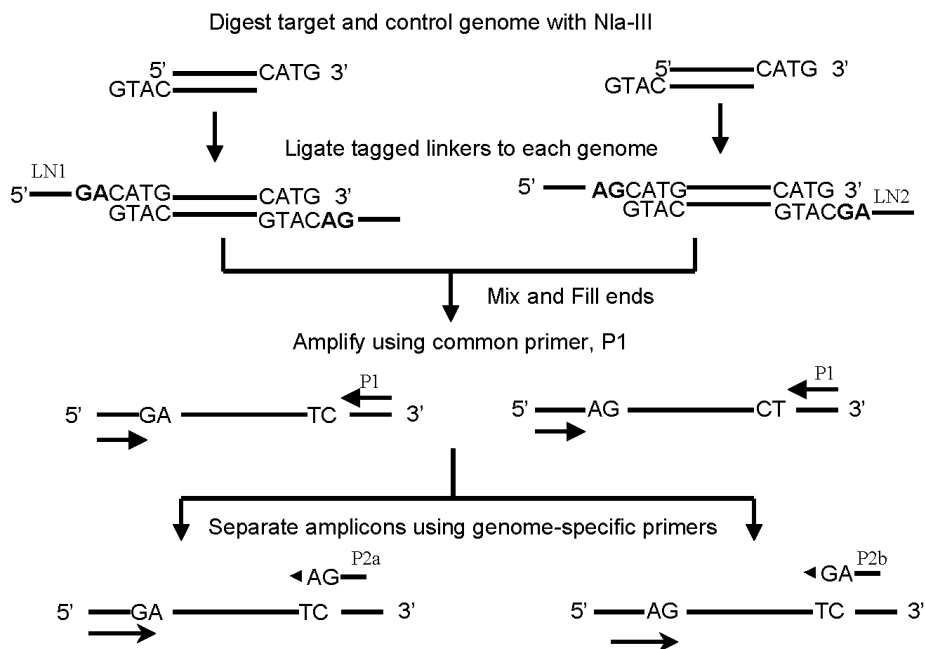 Digest target and control genome with Nla-III
5’ CATG 3’
GTAC
5’ CATG 3’
GTAC
Ligate tagged linkers to each genome
LN1
5’ GACATG CATG 3’
GTAC GTACAG
5’ AGCATG CATG 3’
GTAC GTACGA LN2
Mix and Fill ends
Amplify using common primer, P1
P1
5’ GA TC 3’
P1
5’ AG CT 3’
Separate amplicons using genome-specific primers
AG P2a
5’ GA TC 3’
GA P2b
5’ AG TC 3’